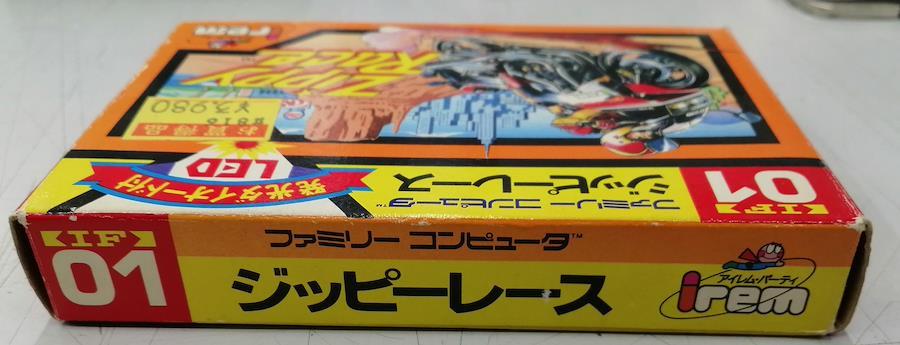 irem
Zippy
Race
¥3,980
お買得品
LED
発光ダイオード付
<IF>
01
ファミリー コンピュータ
ジッピーレース
<IF>
01
ファミリー コンピュータ™
ジッピーレース
アイレム・パーティ
irem